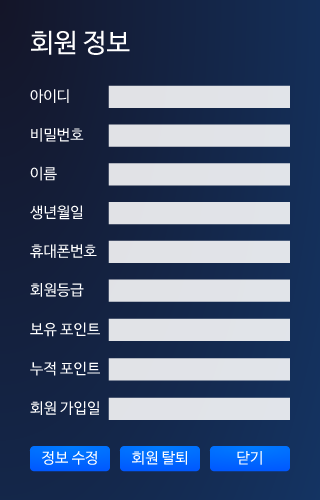 회원 정보
아이디
비밀번호
이름
생년월일
휴대폰번호
회원등급
보유 포인트
누적 포인트
회원 가입일
정보 수정 회원 탈퇴 닫기